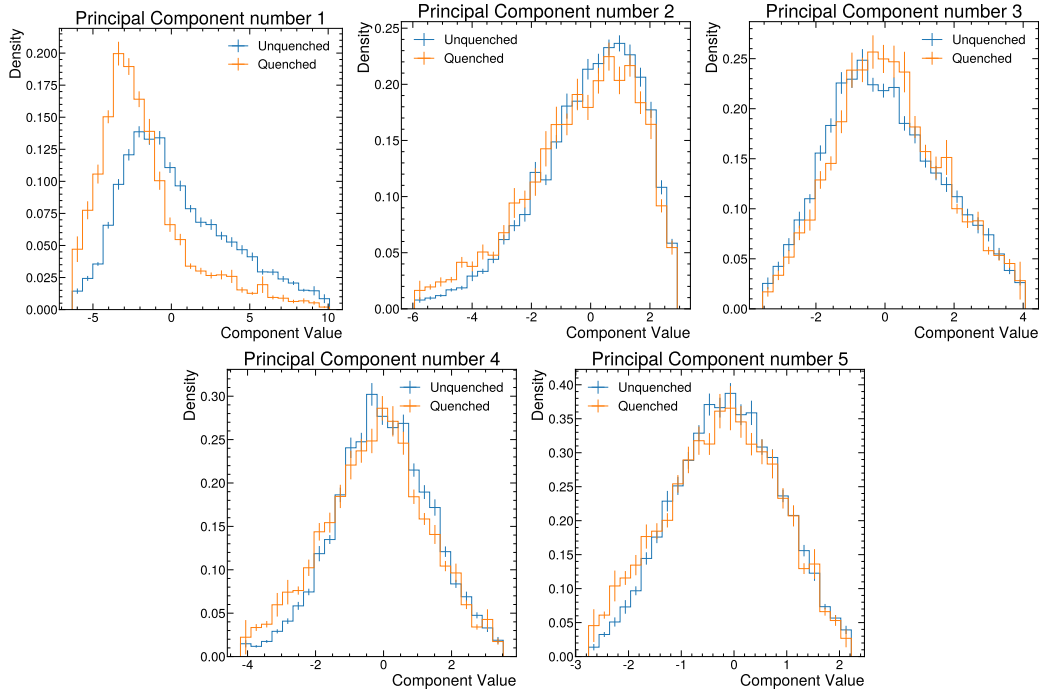 Principal Component number 1
Density
0.200
0.175
0.150
0.125
0.100
0.075
0.050
0.025
0.000
Unquenched
Quenched
-5
0
5
10
Component Value
Principal Component number 2
Density
0.25
0.20
0.15
0.10
0.05
0.00
Unquenched
Quenched
-6
-4
-2
0
2
Component Value
Principal Component number 3
Density
0.25
0.20
0.15
0.10
0.05
0.00
Unquenched
Quenched
-2
0
2
4
Component Value
Principal Component number 4
Density
0.30
0.25
0.20
0.15
0.10
0.05
0.00
Unquenched
Quenched
-4
-2
0
2
Component Value
Principal Component number 5
Density
0.40
0.35
0.30
0.25
0.20
0.15
0.10
0.05
0.00
Unquenched
Quenched
-3
-2
-1
0
1
2
Component Value